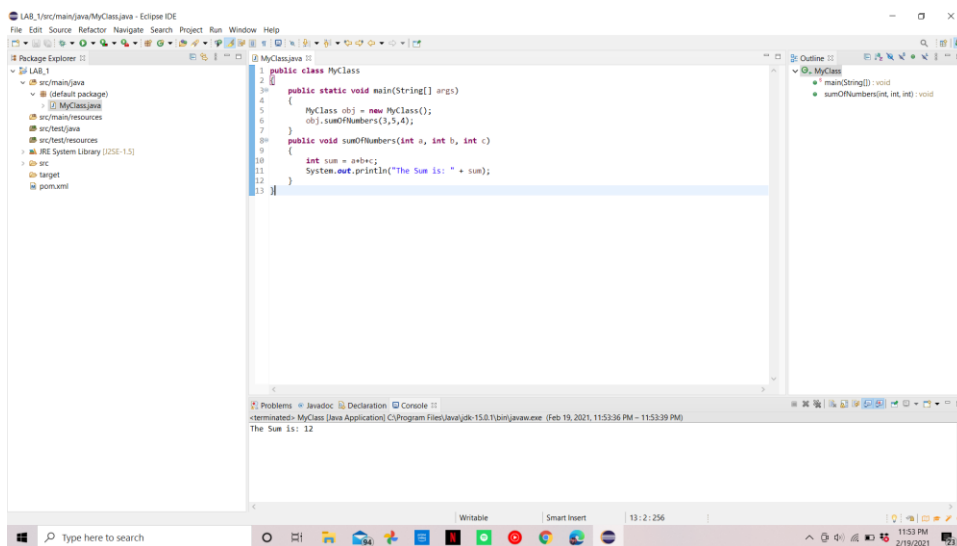 LAB_1/src/main/java/MyClass.java - Eclipse IDE
File Edit Source Refactor Navigate Search Project Run Window Help
Package Explorer
LAB_1
src/main/java
(default package)
MyClass.java
src/main/resources
src/test/java
src/test/resources
JRE System Library [J2SE-1.5]
src
target
pom.xml
MyClass.java
1 public class MyClass
2 {
3 public static void main(String[] args)
4 {
5 MyClass obj = new MyClass();
6 obj.sumOfNumbers(3,5,4);
7 }
8 public void sumOfNumbers(int a, int b, int c)
9 {
10 int sum = a+b+c;
11 System.out.println("The Sum is: " + sum);
12 }
13 }
Outline
MyClass
main(String[]) : void
sumOfNumbers(int, int, int) : void
Problems Javadoc Declaration Console
<terminated> MyClass [Java Application] C:\Program Files\Java\jdk-15.0.1\bin\javaw.exe (Feb 19, 2021, 11:53:36 PM – 11:53:39 PM)
The Sum is: 12
Writable Smart Insert 13 : 2 : 256
Type here to search
94
11:53 PM
2/19/2021
23